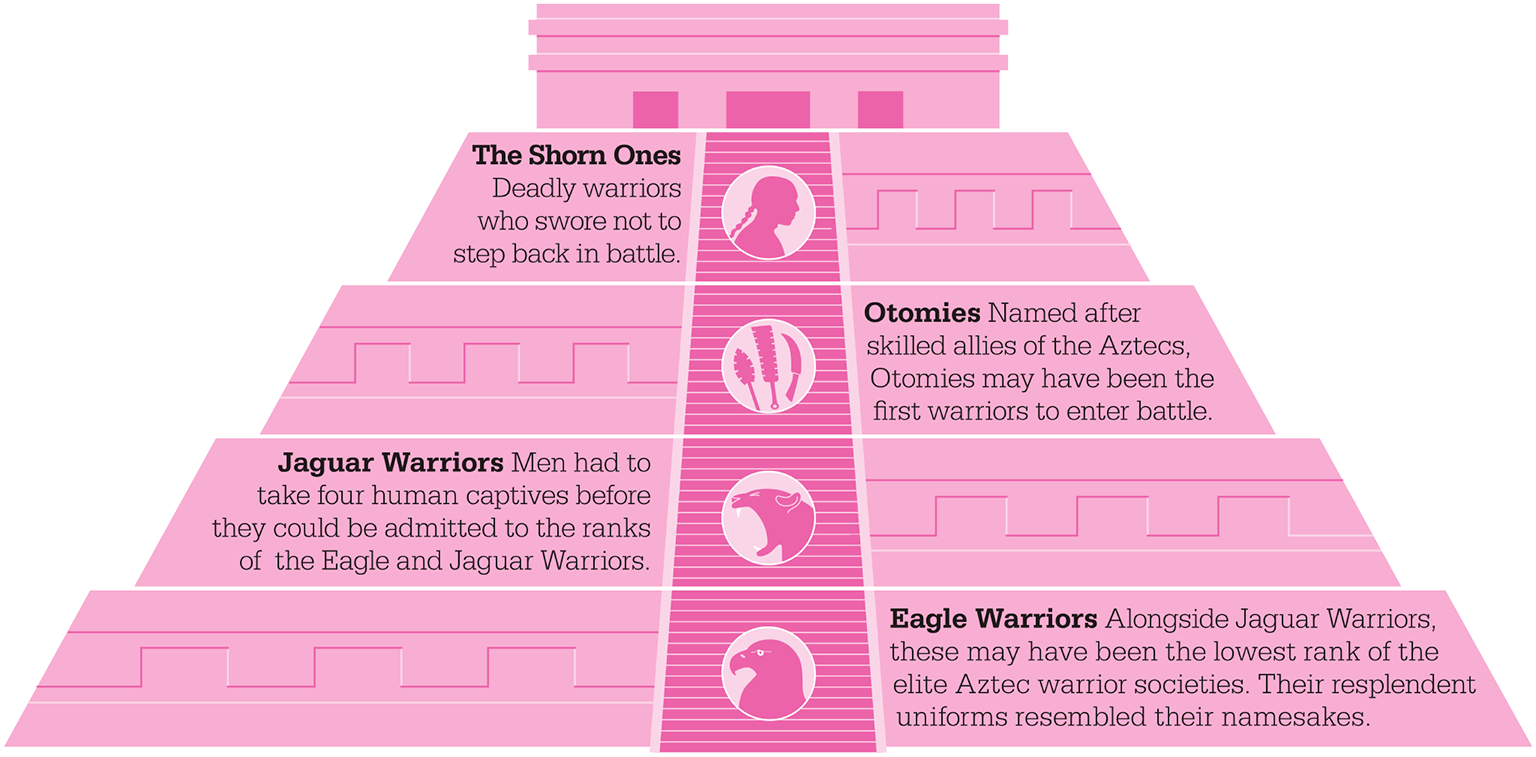 The Shorn Ones
Deadly warriors
who swore not to
step back in battle.
Otomies Named after
skilled allies of the Aztecs,
Otomies may have been the
first warriors to enter battle.
Jaguar Warriors Men had to
take four human captives before
they could be admitted to the ranks
of the Eagle and Jaguar Warriors.
Eagle Warriors Alongside Jaguar Warriors,
these may have been the lowest rank of the
elite Aztec warrior societies. Their resplendent
uniforms resembled their namesakes.